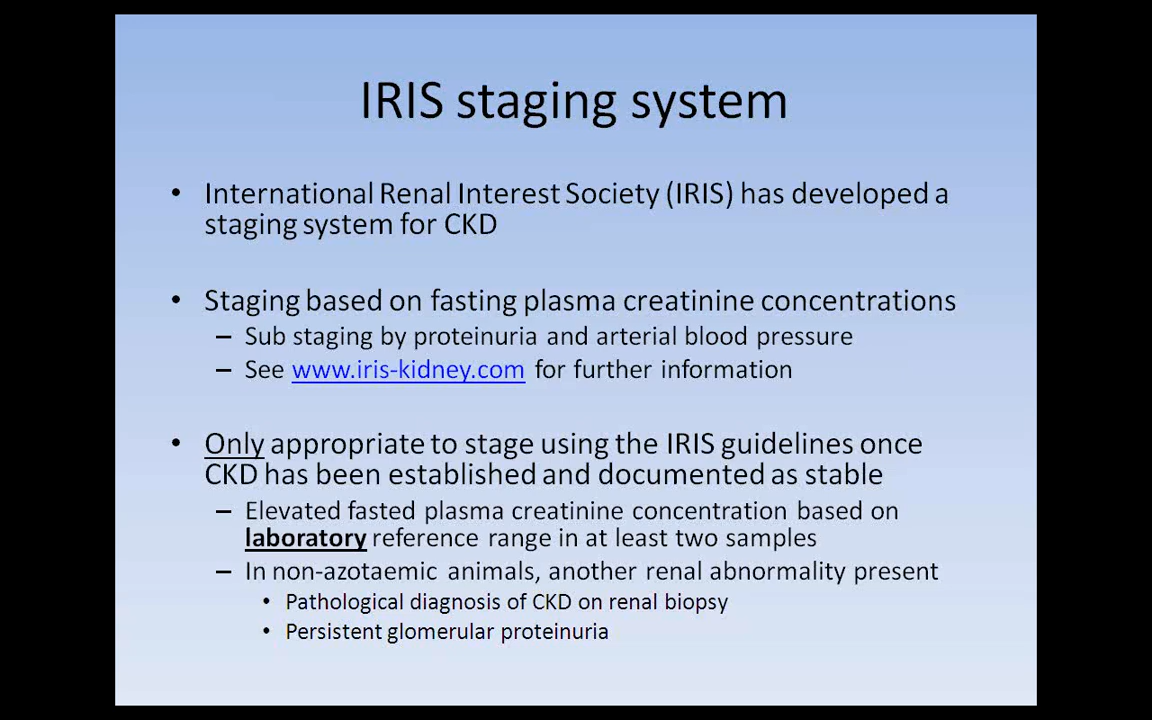 IRIS staging system
• International Renal Interest Society (IRIS) has developed a
staging system for CKD
• Staging based on fasting plasma creatinine concentrations
– Sub staging by proteinuria and arterial blood pressure
– See www.iris-kidney.com for further information
• Only appropriate to stage using the IRIS guidelines once
CKD has been established and documented as stable
– Elevated fasted plasma creatinine concentration based on
laboratory reference range in at least two samples
– In non-azotaemic animals, another renal abnormality present
• Pathological diagnosis of CKD on renal biopsy
• Persistent glomerular proteinuria